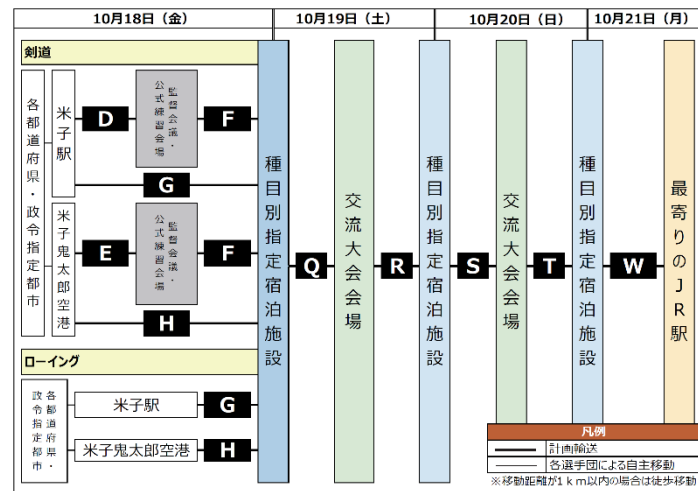 10月18日（金）
10月19日（土）
10月20日（日）
10月21日（月）
剣道
各都道府県・政令指定都市
米子駅
D
監督会議・
公式練習会場
F
G
米子鬼太郎空港
E
監督会議・
公式練習会場
F
H
ローイング
各都道府県・
政令指定都市
米子駅
G
米子鬼太郎空港
H
種目別指定宿泊施設
Q
交流大会会場
R
種目別指定宿泊施設
S
交流大会会場
T
種目別指定宿泊施設
W
最寄りのJR駅
凡例
計画輸送
各選手団による自主移動
※移動距離が1ｋｍ以内の場合は徒歩移動